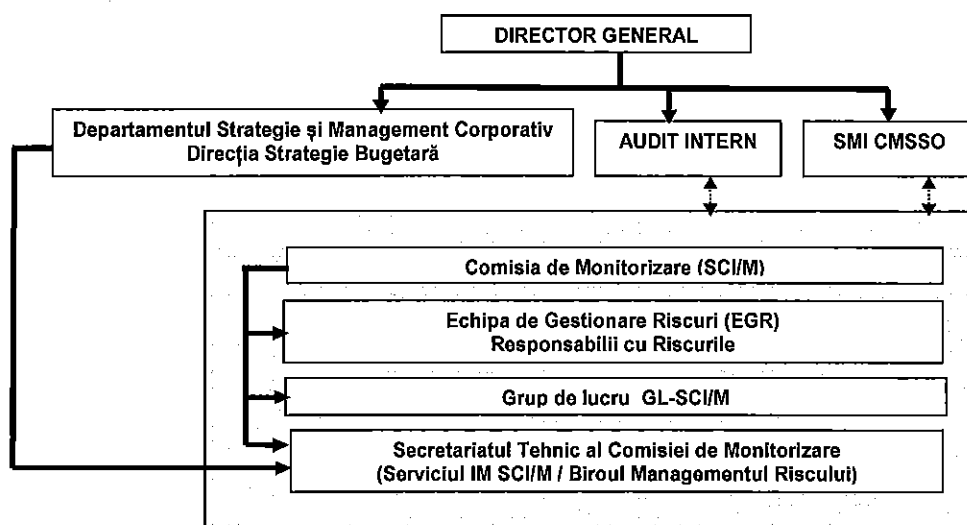 DIRECTOR GENERAL
Departamentul Strategie și Management Corporativ
Direcția Strategie Bugetară
AUDIT INTERN
SMI CMSSO
Comisia de Monitorizare (SCI/M)
Echipa de Gestionare Riscuri (EGR)
Responsabilii cu Riscurile
Grup de lucru GL-SCI/M
Secretariatul Tehnic al Comisiei de Monitorizare
(Serviciul IM SCI/M / Biroul Managementul Riscului)